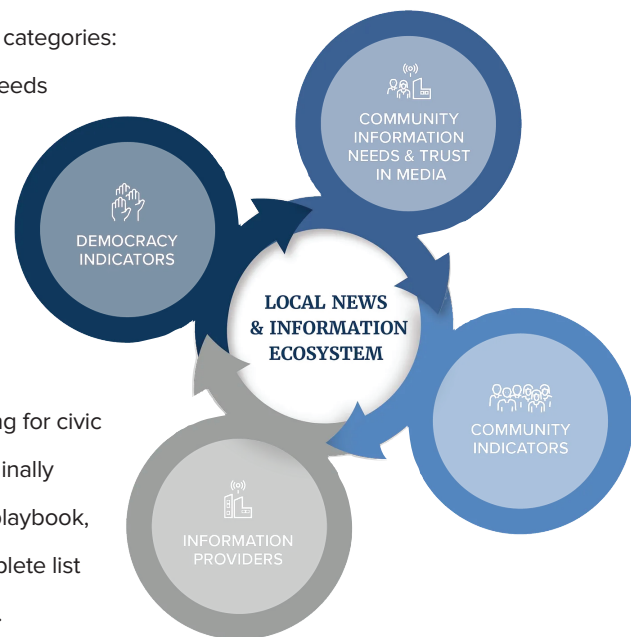 categories:
eeds
COMMUNITY
INFORMATION
NEEDS & TRUST
IN MEDIA
DEMOCRACY
INDICATORS
LOCAL NEWS
& INFORMATION
ECOSYSTEM
COMMUNITY
INDICATORS
INFORMATION
PROVIDERS
g for civic
inally
playbook,
plete list
.